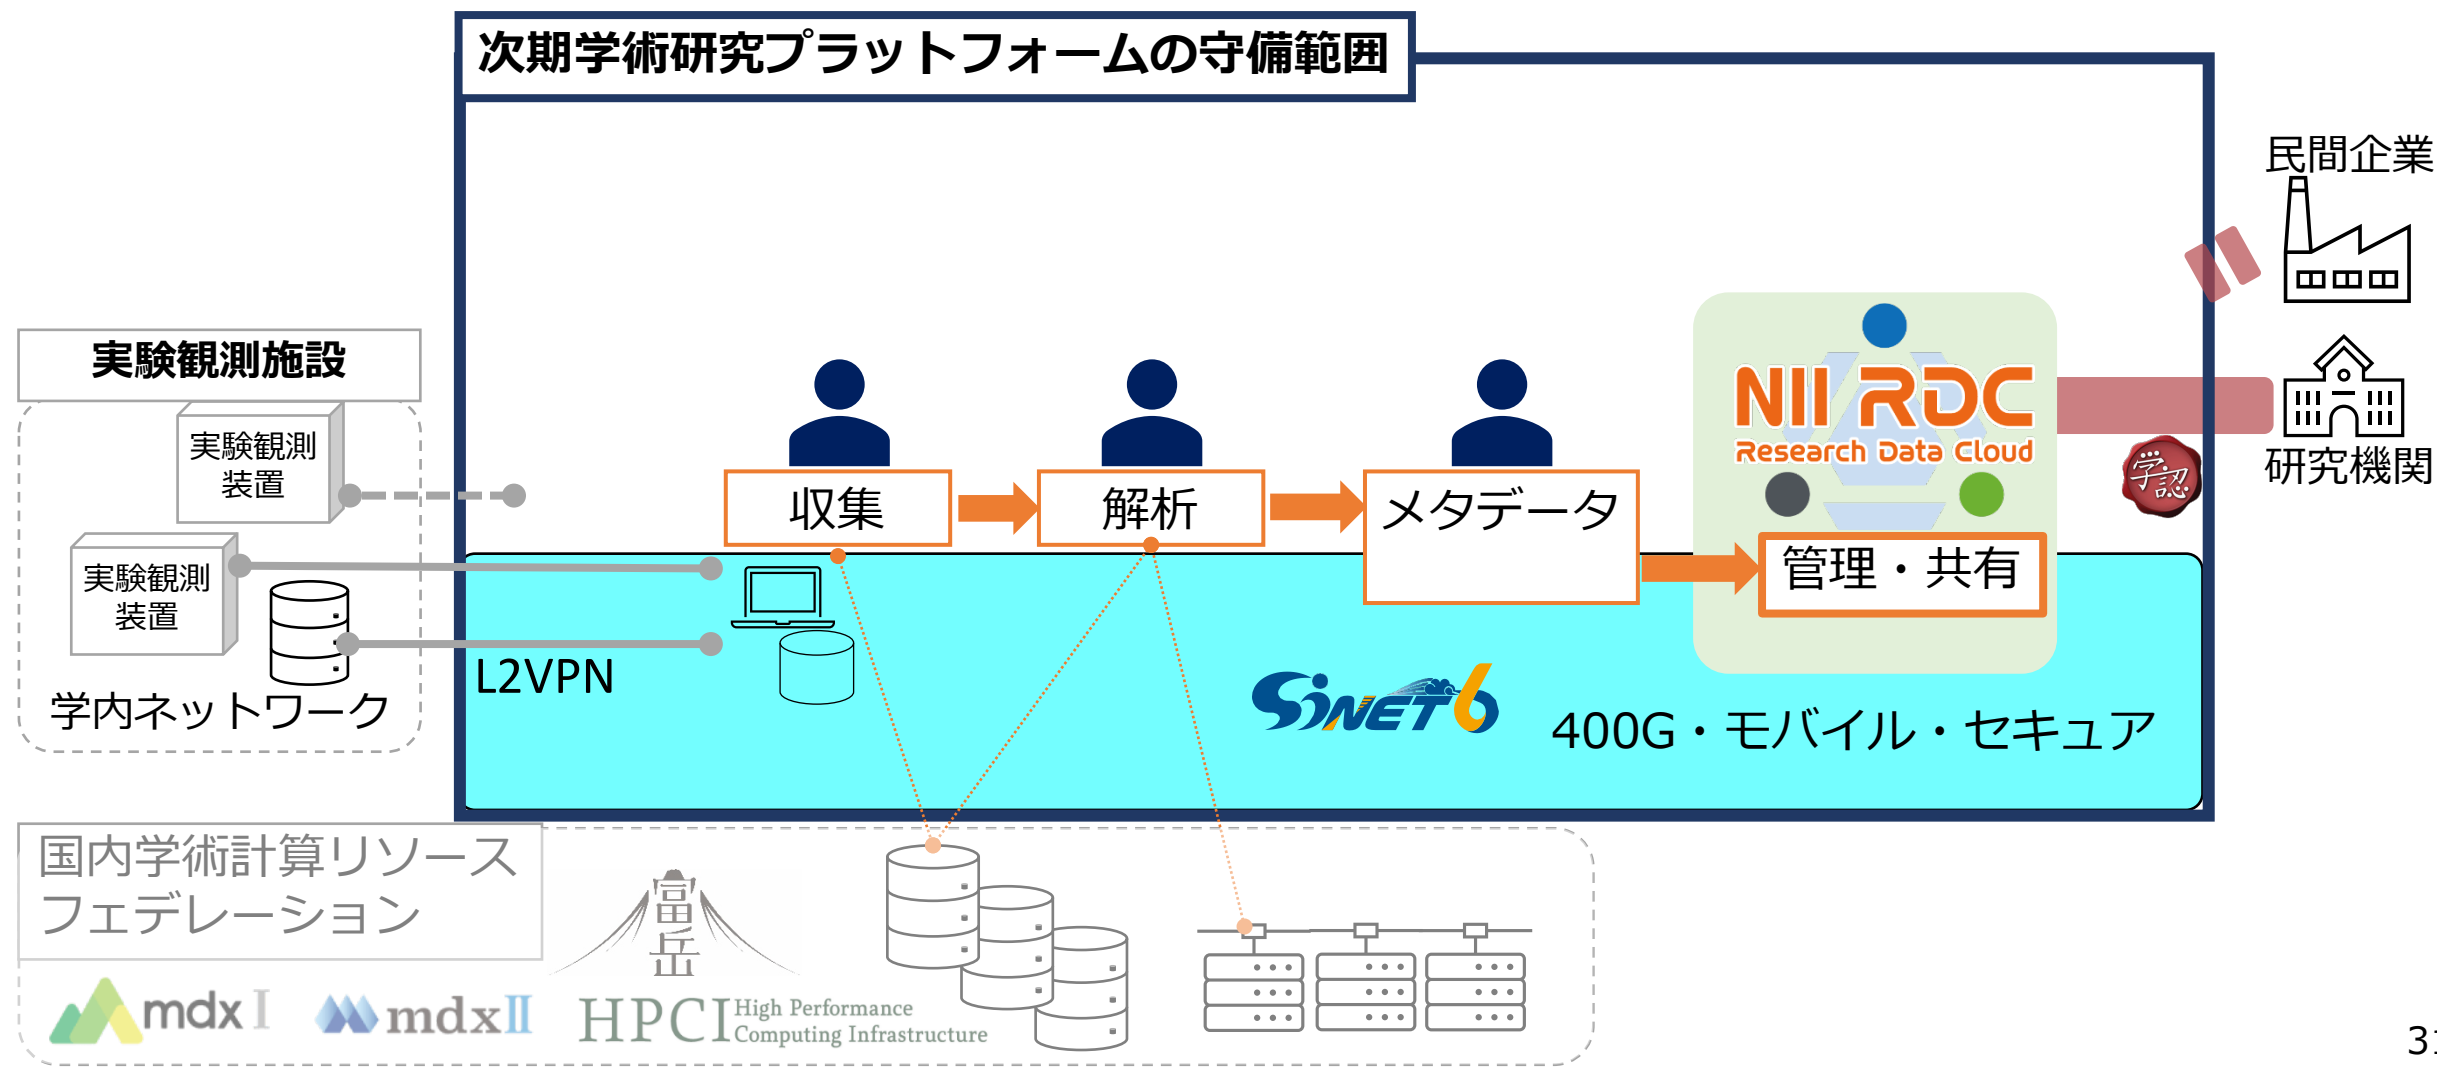 次期学術研究プラットフォームの守備範囲
民間企業
研究機関
学認
実験観測施設
実験観測
装置
実験観測
装置
学内ネットワーク
収集
解析
メタデータ
NII RDC
Research Data Cloud
管理・共有
L2VPN
SINET6
400G・モバイル・セキュア
国内学術計算リソース
フェデレーション
富岳
mdx I
mdx II
HPCI High Performance
Computing Infrastructure